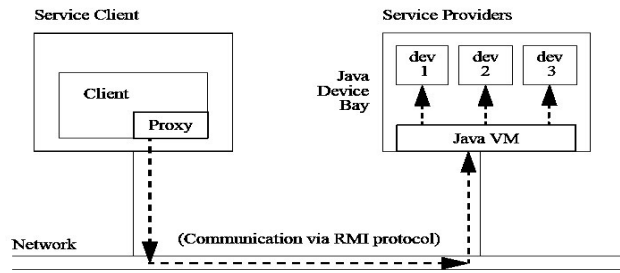 Service Client
Service Providers
Client
Proxy
Java
Device
Bay
dev
1
dev
2
dev
3
Java VM
Network
(Communication via RMI protocol)